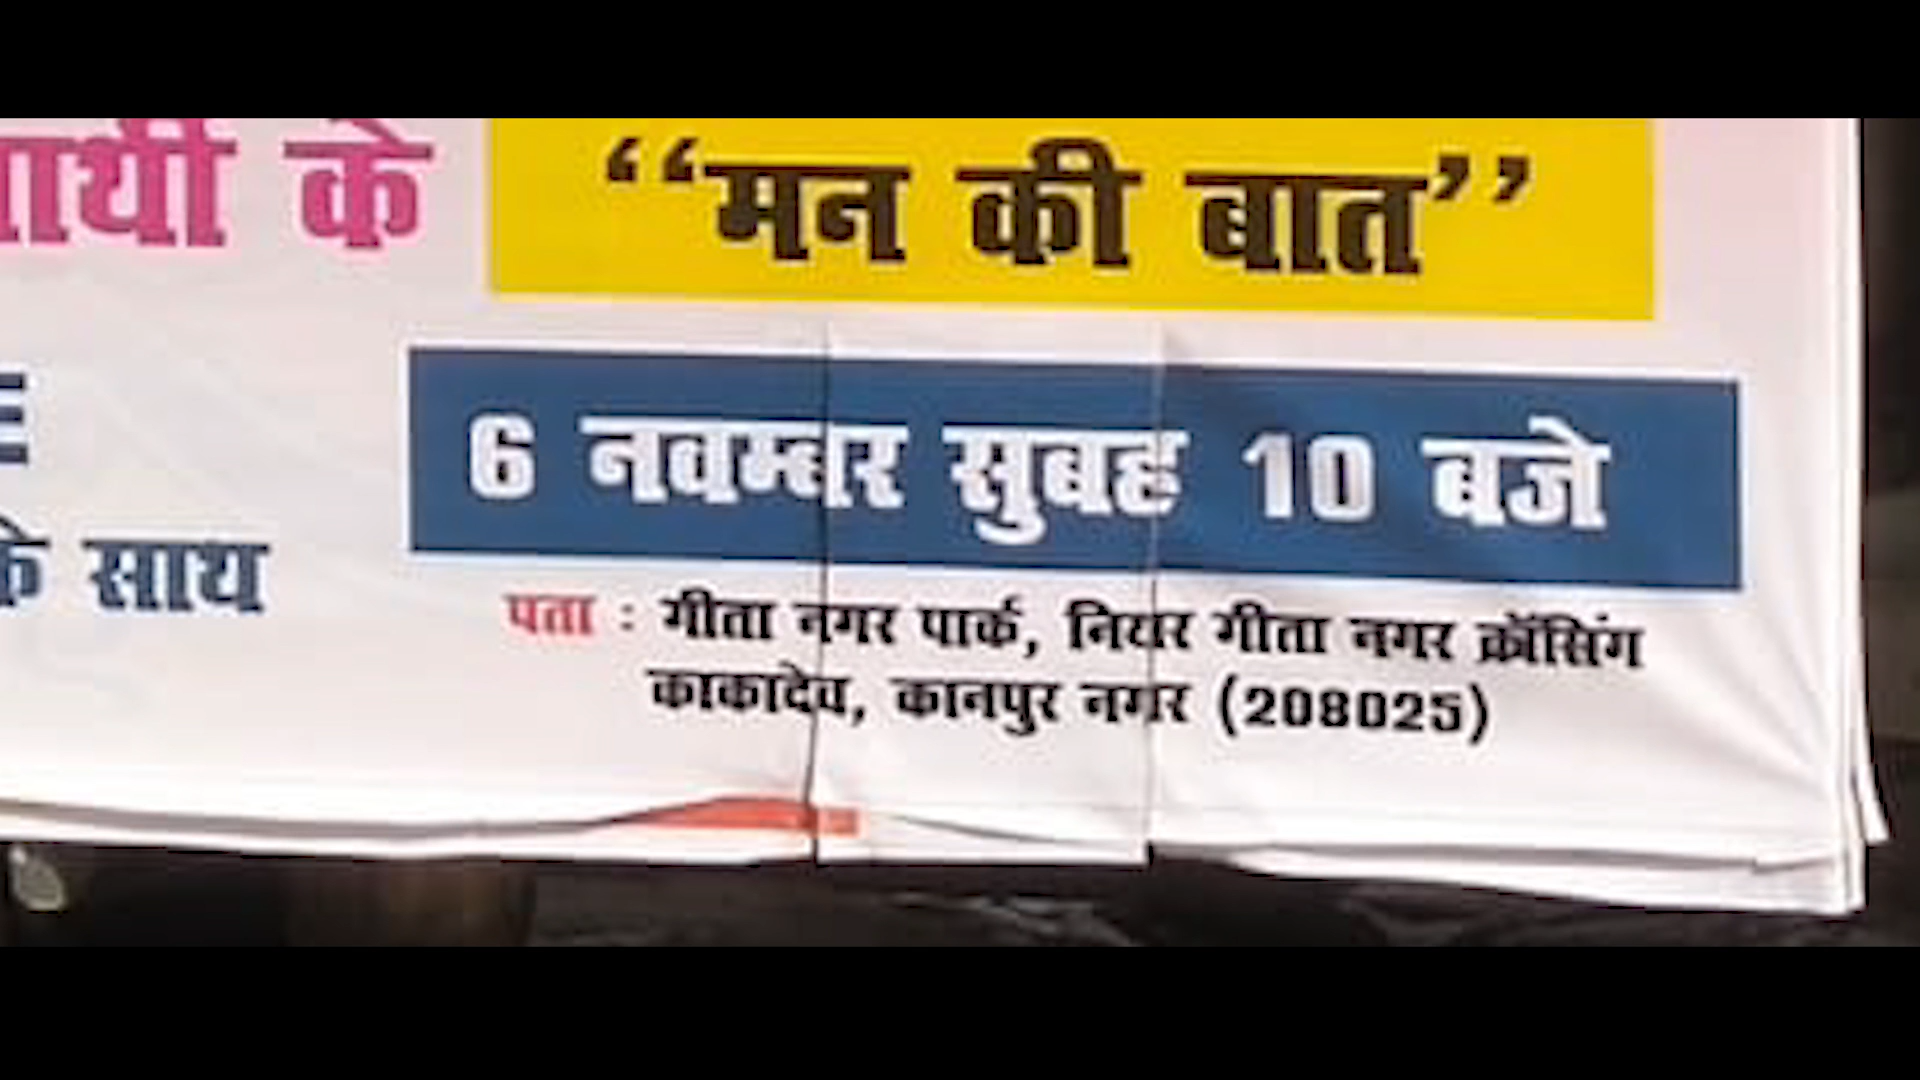 के “मन की बात”
6 नवम्बर सुबह 10 बजे
के साथ
पता : गीता नगर पार्क, नियर गीता नगर क्रॉसिंग
काकादेव, कानपुर नगर (208025)